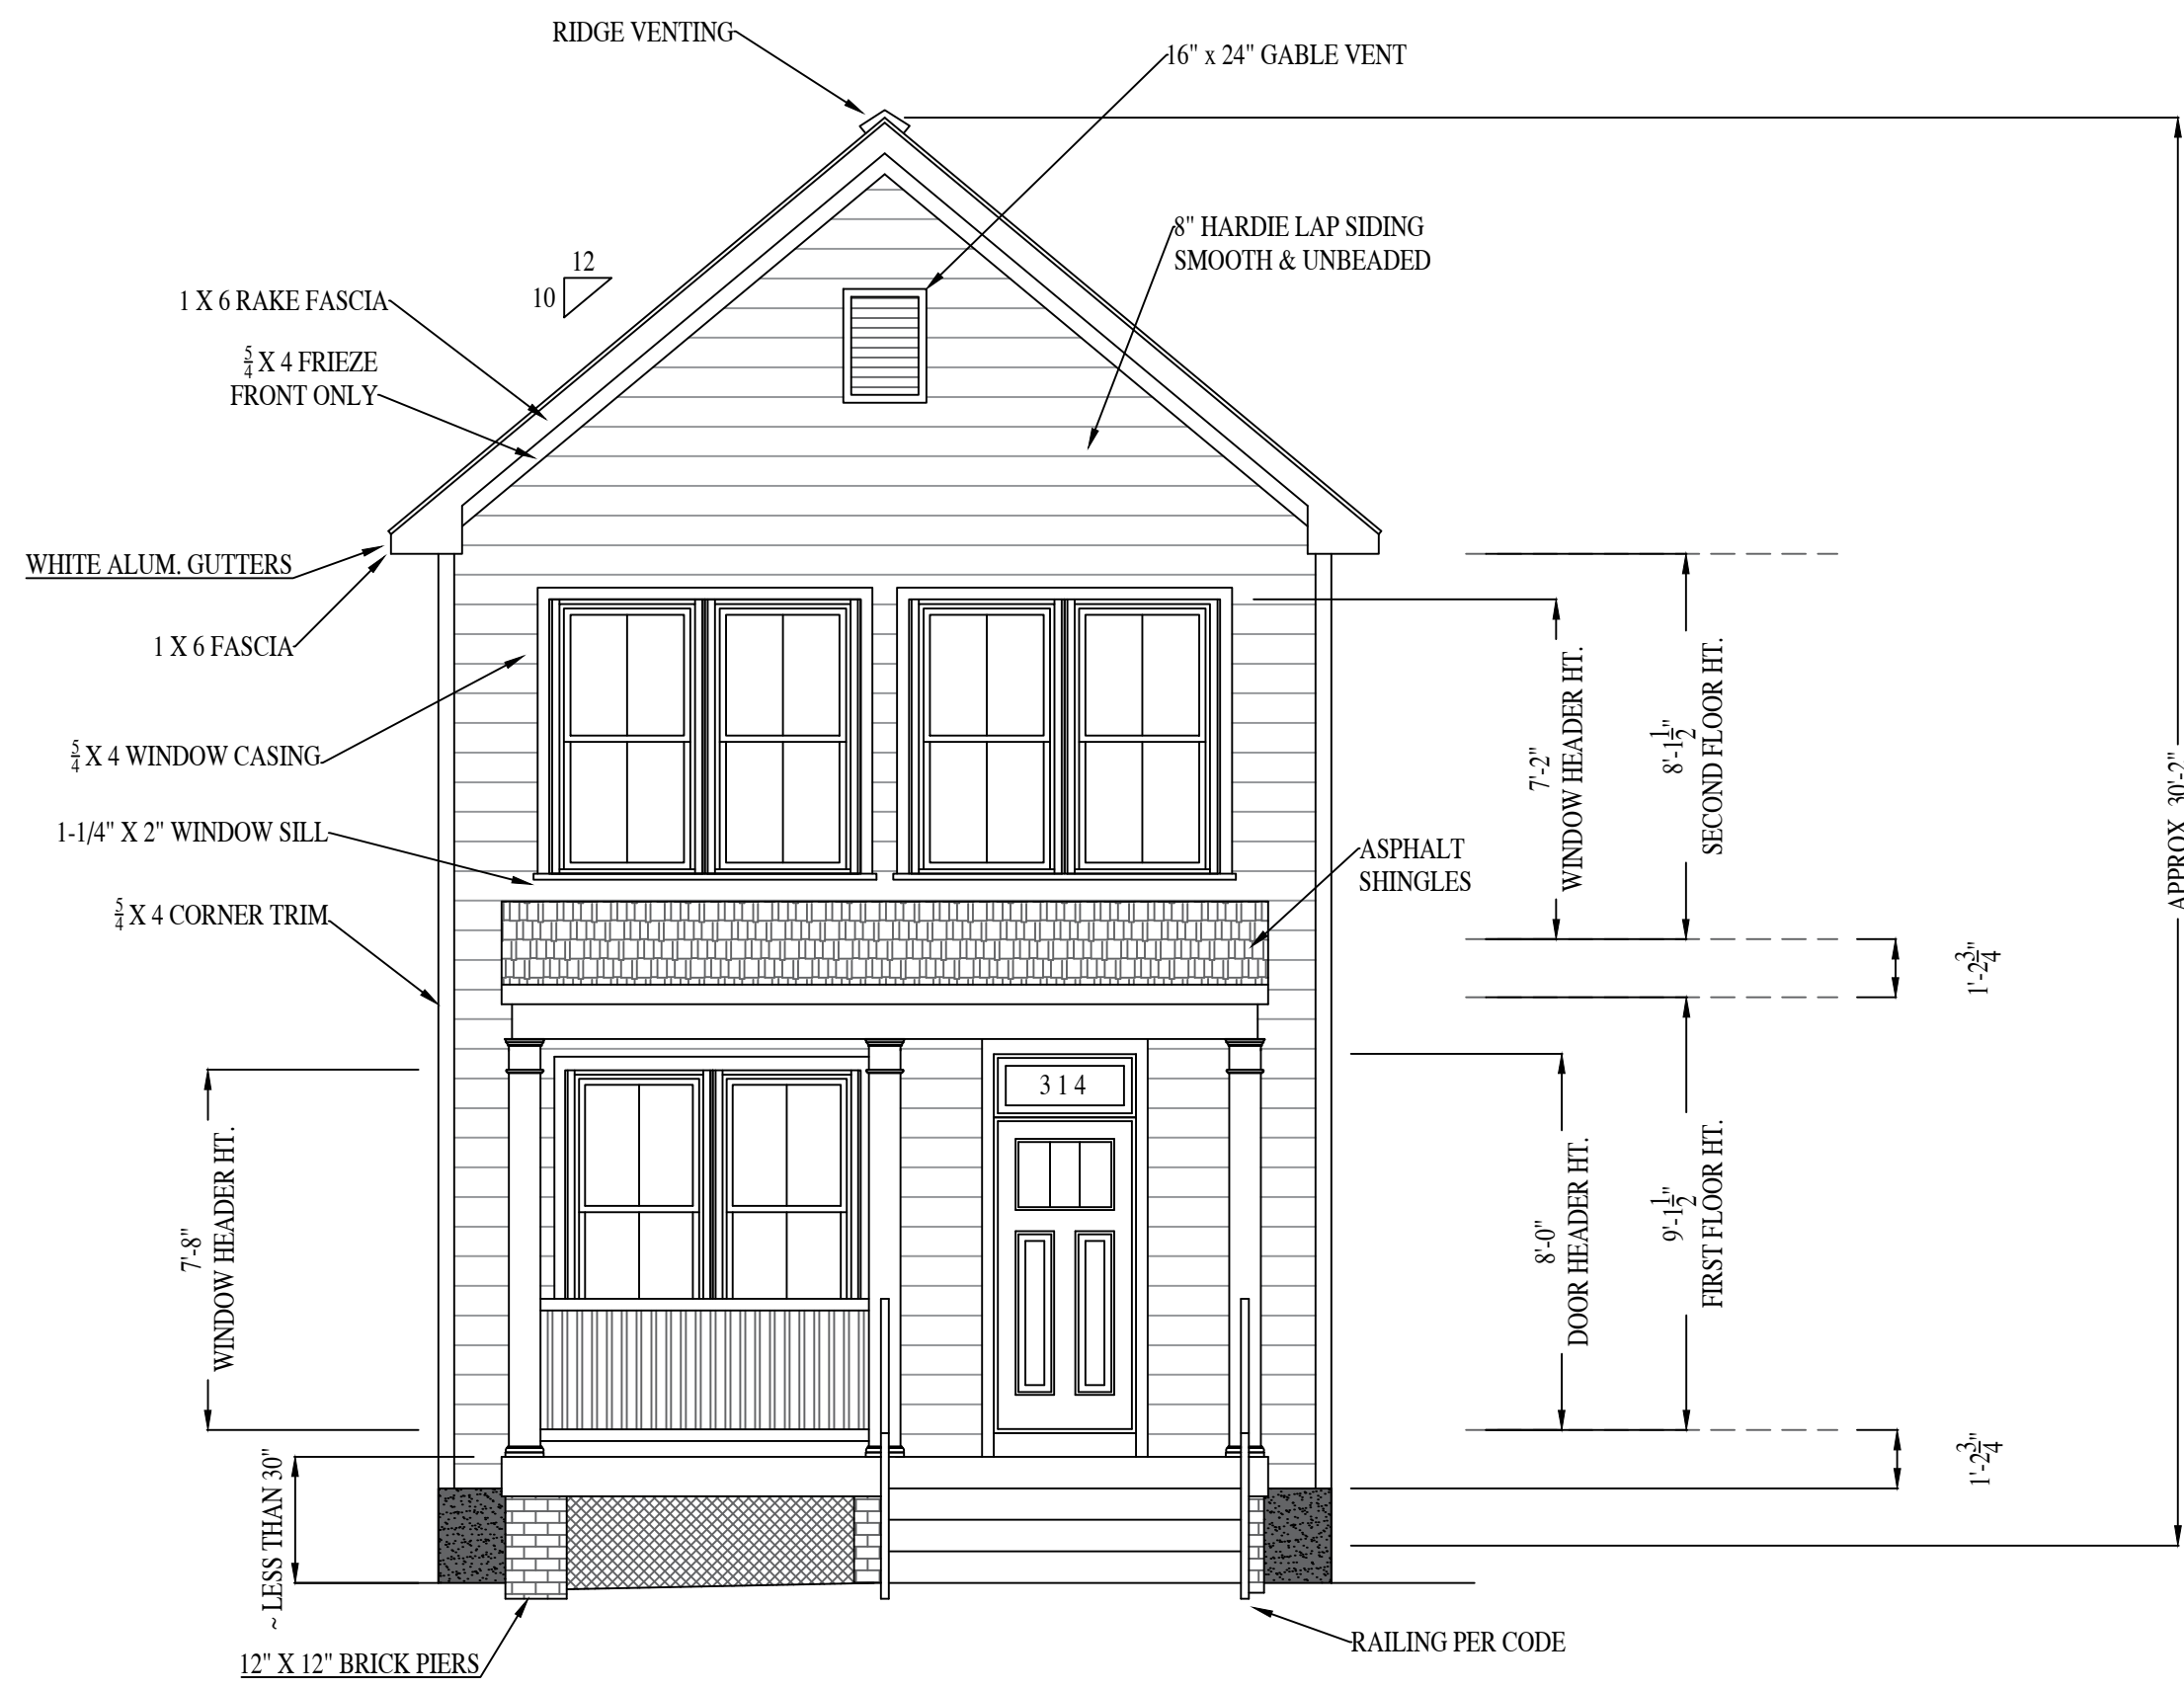 RIDGE VENTING
16" x 24" GABLE VENT
8" HARDIE LAP SIDING
SMOOTH & UNBEADED
12
10
1 X 6 RAKE FASCIA
5/4 X 4 FRIEZE
FRONT ONLY
WHITE ALUM. GUTTERS
1 X 6 FASCIA
5/4 X 4 WINDOW CASING
1-1/4" X 2" WINDOW SILL
5/4 X 4 CORNER TRIM
ASPHALT
SHINGLES
7'-2"
WINDOW HEADER HT.
8'-1 1/2"
SECOND FLOOR HT.
APPROX. 30'-2"
1'-2 3/4"
314
7'-8"
WINDOW HEADER HT.
8'-0"
DOOR HEADER HT.
9'-1 1/2"
FIRST FLOOR HT.
1'-2 3/4"
~ LESS THAN 30"
12" X 12" BRICK PIERS
RAILING PER CODE